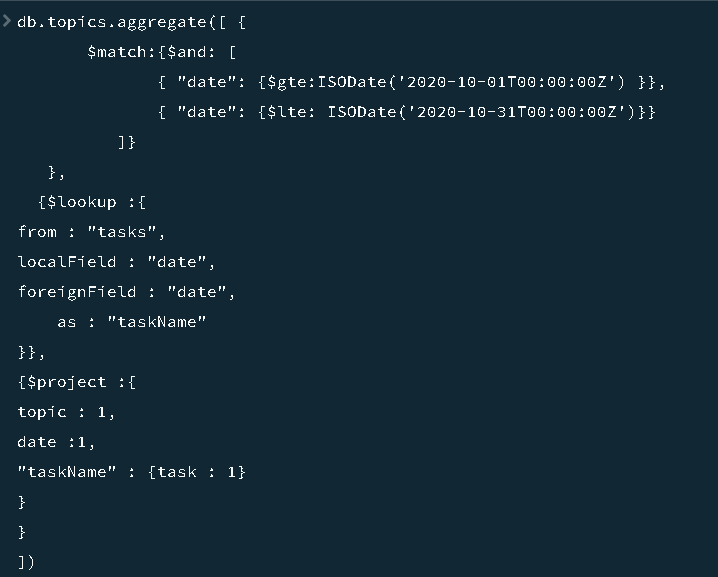 db.topics.aggregate([ {
$match:{$and: [
{ "date": {$gte:ISODate('2020-10-01T00:00:00Z') }},
{ "date": {$lte: ISODate('2020-10-31T00:00:00Z')}}
]}
},
{$lookup :{
from : "tasks",
localField : "date",
foreignField : "date",
as : "taskName"
}},
{$project :{
topic : 1,
date :1,
"taskName" : {task : 1}
}
}
])